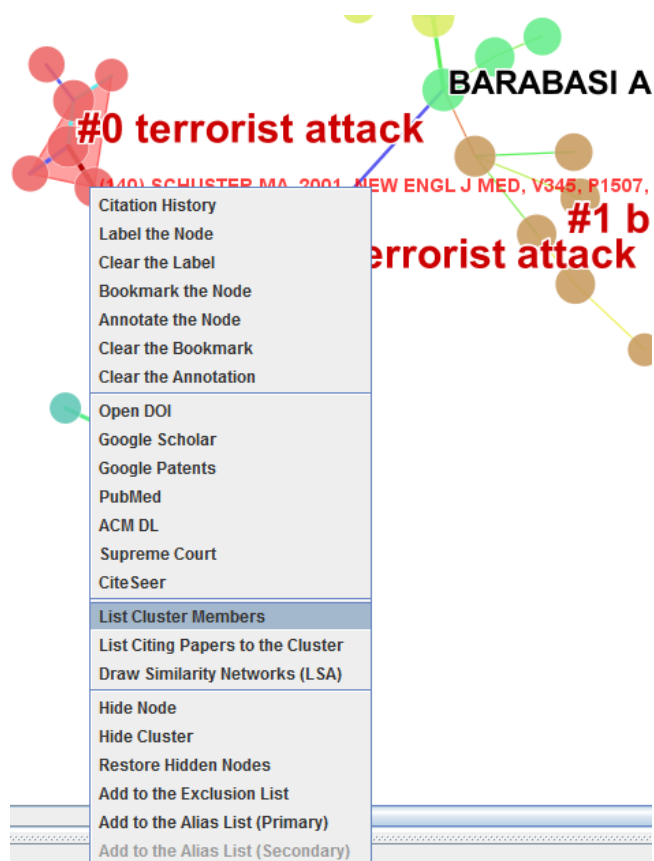 BARABASI A
#0 terrorist attack
(140) SCHUSTER MA, 2001, NEW ENGL J MED, V345, P1507,
#1 b
errorist attack
Citation History
Label the Node
Clear the Label
Bookmark the Node
Annotate the Node
Clear the Bookmark
Clear the Annotation
Open DOI
Google Scholar
Google Patents
PubMed
ACM DL
Supreme Court
CiteSeer
List Cluster Members
List Citing Papers to the Cluster
Draw Similarity Networks (LSA)
Hide Node
Hide Cluster
Restore Hidden Nodes
Add to the Exclusion List
Add to the Alias List (Primary)
Add to the Alias List (Secondary)